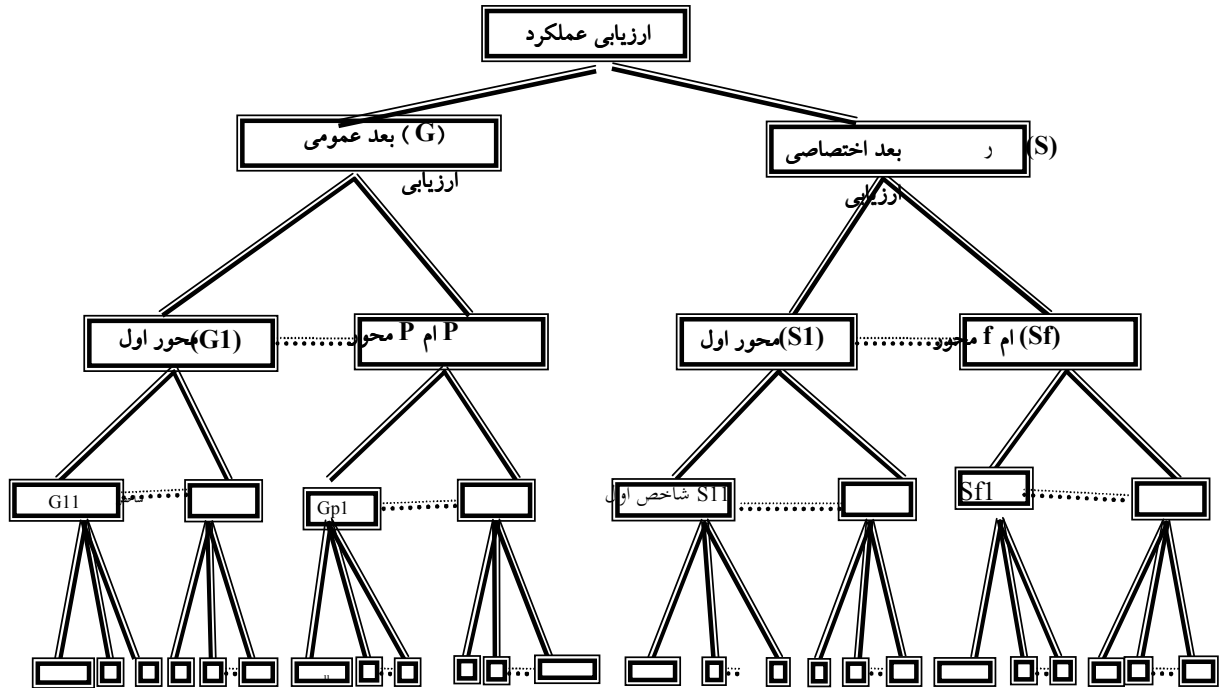 ارزیابی عملکرد
بعد عمومی (G)
ارزیابی
بعد اختصاصی ر (S)
ارزیابی
محور اول (G1)
محور P ام P
محور اول (S1)
محور f ام (Sf)
G11
Gp1
شاخص اول S11
Sf1